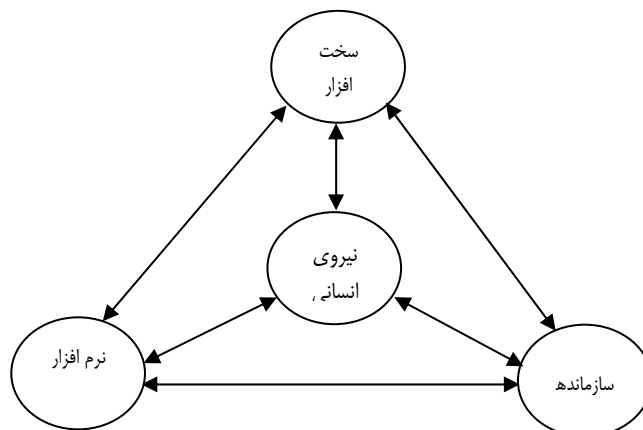 سخت
افزار
نیروی
انسانی
نرم افزار
سازمانده